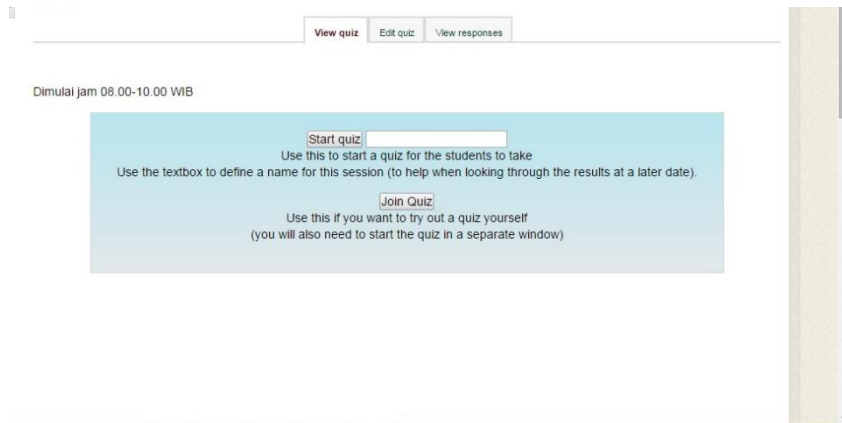 View quiz Edit quiz View responses
Dimulai jam 08.00-10.00 WIB
Start quiz
Use this to start a quiz for the students to take
Use the textbox to define a name for this session (to help when looking through the results at a later date).
Join Quiz
Use this if you want to try out a quiz yourself
(you will also need to start the quiz in a separate window)